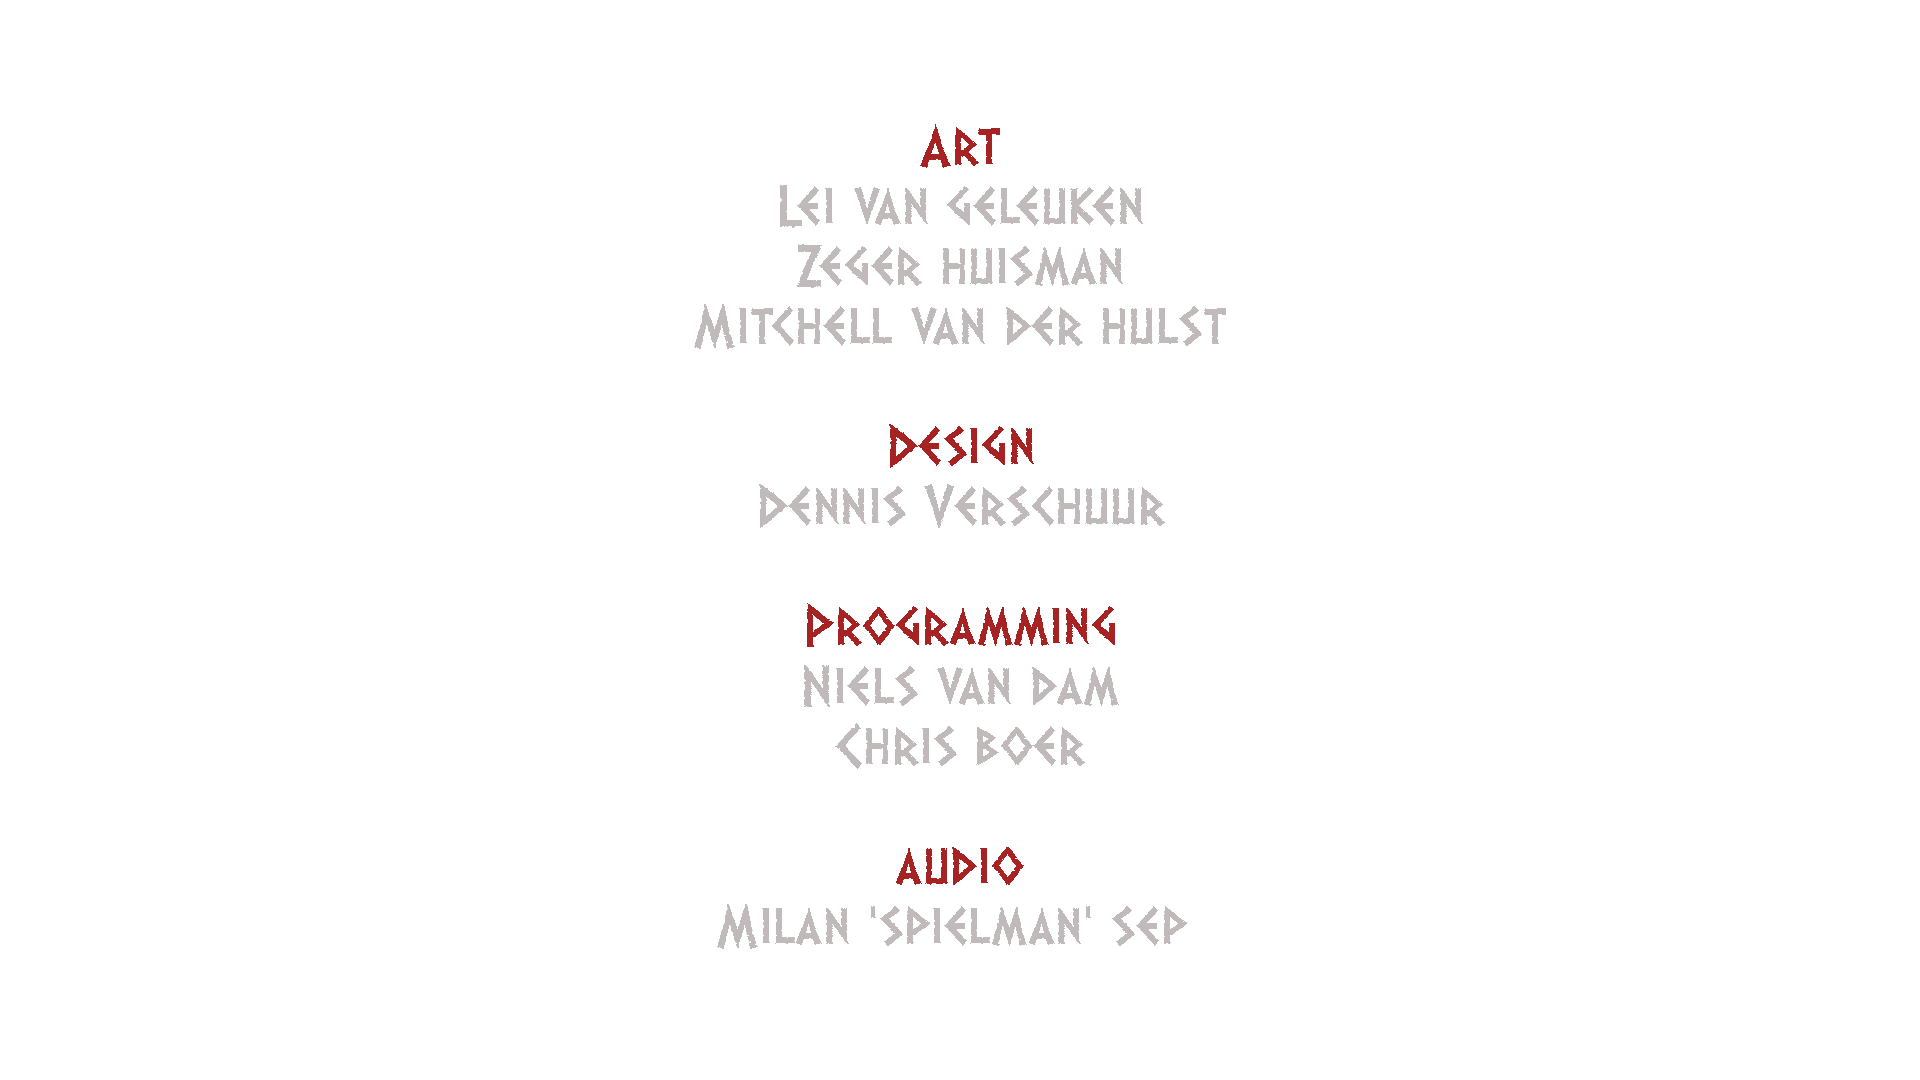 Art
Lei van geleuken
Zeger huisman
Mitchell van der hulst
Design
Dennis Verschuur
Programming
Niels van dam
Chris boer
audio
Milan 'spielman' sep